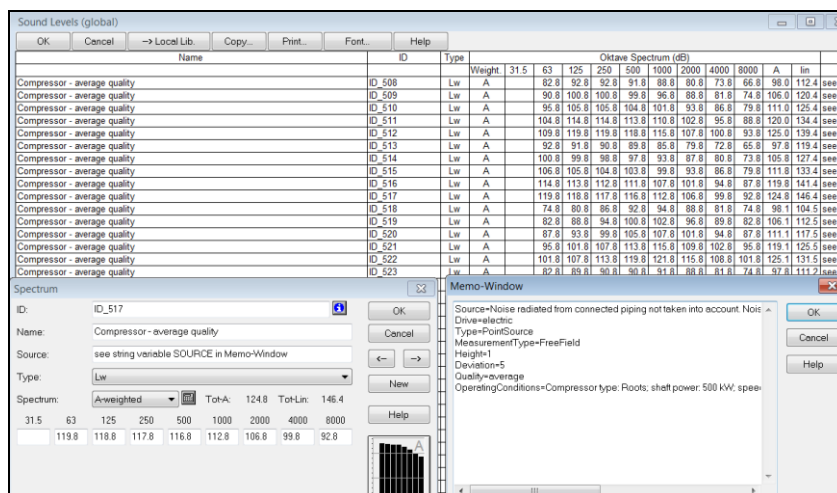 Sound Levels (global)
OK Cancel --> Local Lib. Copy... Print... Font... Help
Name ID Type Oktave Spectrum (dB)
Weight. 31.5 63 125 250 500 1000 2000 4000 8000 A lin
Compressor - average quality ID_508 Lw A 82.8 92.8 92.8 91.8 88.8 80.8 73.8 66.8 98.0 112.4 see
Compressor - average quality ID_509 Lw A 90.8 100.8 100.8 99.8 96.8 88.8 81.8 74.8 106.0 120.4 see
Compressor - average quality ID_510 Lw A 95.8 105.8 105.8 104.8 101.8 93.8 86.8 79.8 111.0 125.4 see
Compressor - average quality ID_511 Lw A 104.8 114.8 114.8 113.8 110.8 102.8 95.8 88.8 120.0 134.4 see
Compressor - average quality ID_512 Lw A 109.8 119.8 119.8 118.8 115.8 107.8 100.8 93.8 125.0 139.4 see
Compressor - average quality ID_513 Lw A 92.8 91.8 90.8 89.8 85.8 79.8 72.8 65.8 97.8 119.4 see
Compressor - average quality ID_514 Lw A 100.8 99.8 98.8 97.8 93.8 87.8 80.8 73.8 105.8 127.4 see
Compressor - average quality ID_515 Lw A 106.8 105.8 104.8 103.8 99.8 93.8 86.8 79.8 111.8 133.4 see
Compressor - average quality ID_516 Lw A 114.8 113.8 112.8 111.8 107.8 101.8 94.8 87.8 119.8 141.4 see
Compressor - average quality ID_517 Lw A 119.8 118.8 117.8 116.8 112.8 106.8 99.8 92.8 124.8 146.4 see
Compressor - average quality ID_518 Lw A 74.8 80.8 86.8 92.8 94.8 88.8 81.8 74.8 98.1 104.5 see
Compressor - average quality ID_519 Lw A 82.8 88.8 94.8 100.8 102.8 96.8 89.8 82.8 106.1 112.5 see
Compressor - average quality ID_520 Lw A 87.8 93.8 99.8 105.8 107.8 101.8 94.8 87.8 111.1 117.5 see
Compressor - average quality ID_521 Lw A 95.8 101.8 107.8 113.8 115.8 109.8 102.8 95.8 119.1 125.5 see
Compressor - average quality ID_522 Lw A 101.8 107.8 113.8 119.8 121.8 115.8 108.8 101.8 125.1 131.5 see
Compressor - average quality ID_523 Lw A 82.8 89.8 90.8 90.8 91.8 88.8 81.8 74.8 97.8 111.2 see
Spectrum
ID: ID_517 OK
Name: Compressor - average quality Cancel
Source: see string variable SOURCE in Memo-Window
Type: Lw New
Spectrum: A-weighted Tot-A: 124.8 Tot-Lin: 146.4
31.5 63 125 250 500 1000 2000 4000 8000 Help
119.8 118.8 117.8 116.8 112.8 106.8 99.8 92.8
A
Memo-Window
Source=Noise radiated from connected piping not taken into account. Nois
Drive=electric
Type=PointSource
MeasurementType=FreeField
Height=1
Deviation=5
Quality=average
OperatingConditions=Compressor type: Roots; shaft power: 500 kW; spee
OK
Cancel
Help